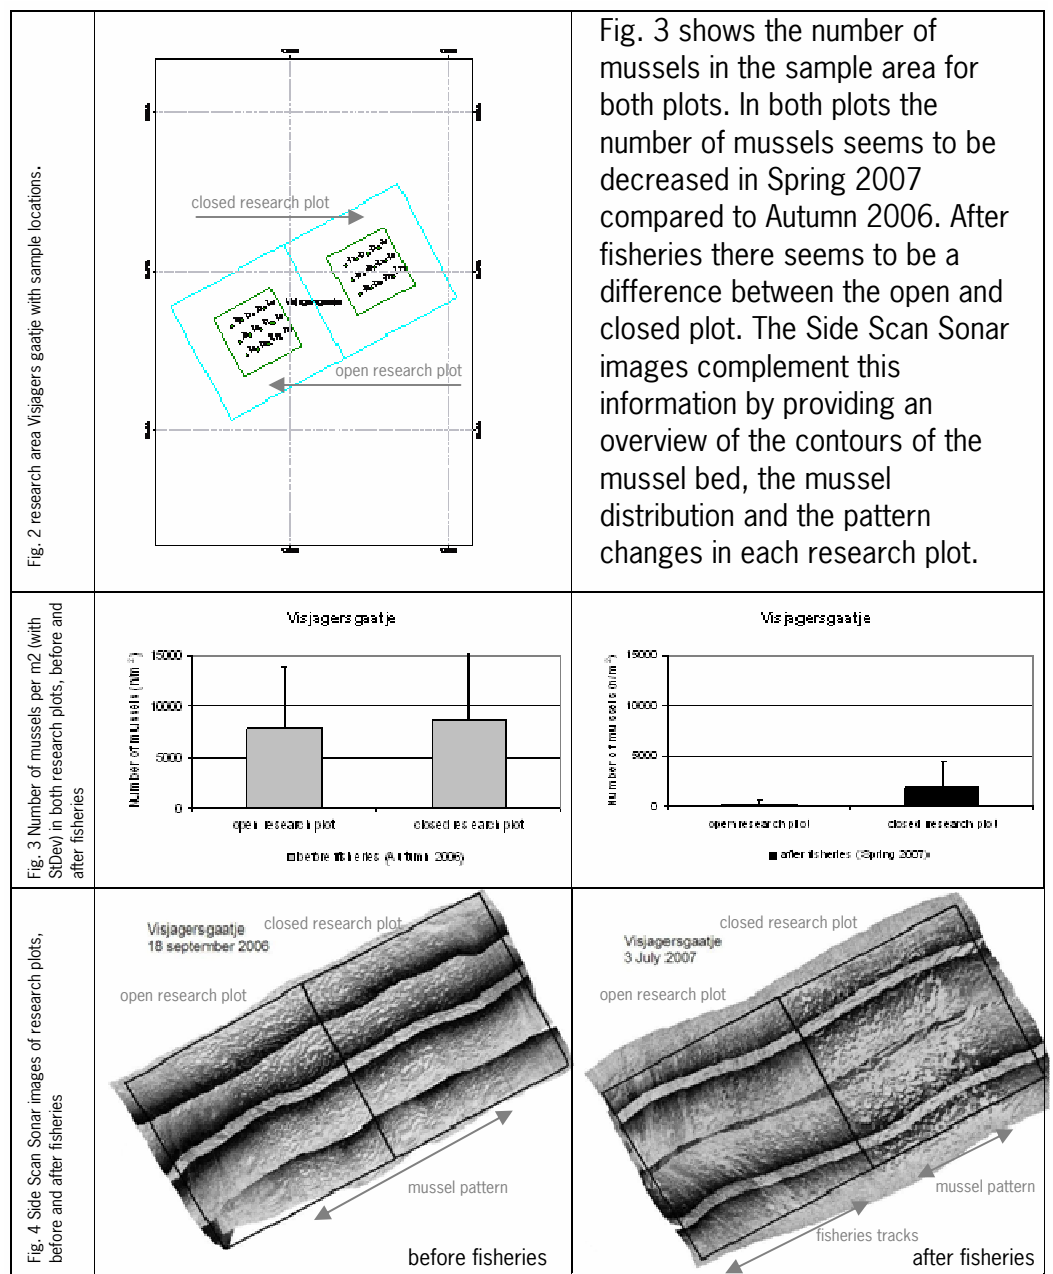 Fig. 2 research area Visjagers gaatje with sample locations.
closed research plot
Visjagersgaatje
open research plot
Fig. 3 shows the number of
mussels in the sample area for
both plots. In both plots the
number of mussels seems to be
decreased in Spring 2007
compared to Autumn 2006. After
fisheries there seems to be a
difference between the open and
closed plot. The Side Scan Sonar
images complement this
information by providing an
overview of the contours of the
mussel bed, the mussel
distribution and the pattern
changes in each research plot.
Fig. 3 Number of mussels per m2 (with
StDev) in both research plots, before and
after fisheries
Visjagersgaatje
Number of mussels (n/m²)
15000
10000
5000
0
open research plot
closed research plot
before fisheries (Autumn 2006)
Visjagersgaatje
Number of mussels (n/m²)
15000
10000
5000
0
open research plot
closed research plot
after fisheries (Spring 2007)
Fig. 4 Side Scan Sonar images of research plots,
before and after fisheries
Visjagersgaatje
18 september 2006
closed research plot
open research plot
mussel pattern
before fisheries
closed research plot
Visjagersgaatje
3 July 2007
open research plot
mussel pattern
fisheries tracks
after fisheries